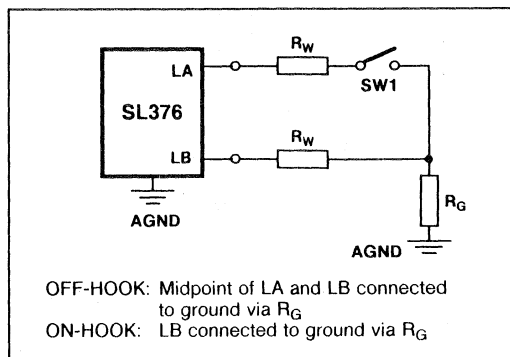 R_W
LA
SW1
SL376
R_W
LB
R_G
AGND
AGND
OFF-HOOK: Midpoint of LA and LB connected
to ground via R_G
ON-HOOK: LB connected to ground via R_G